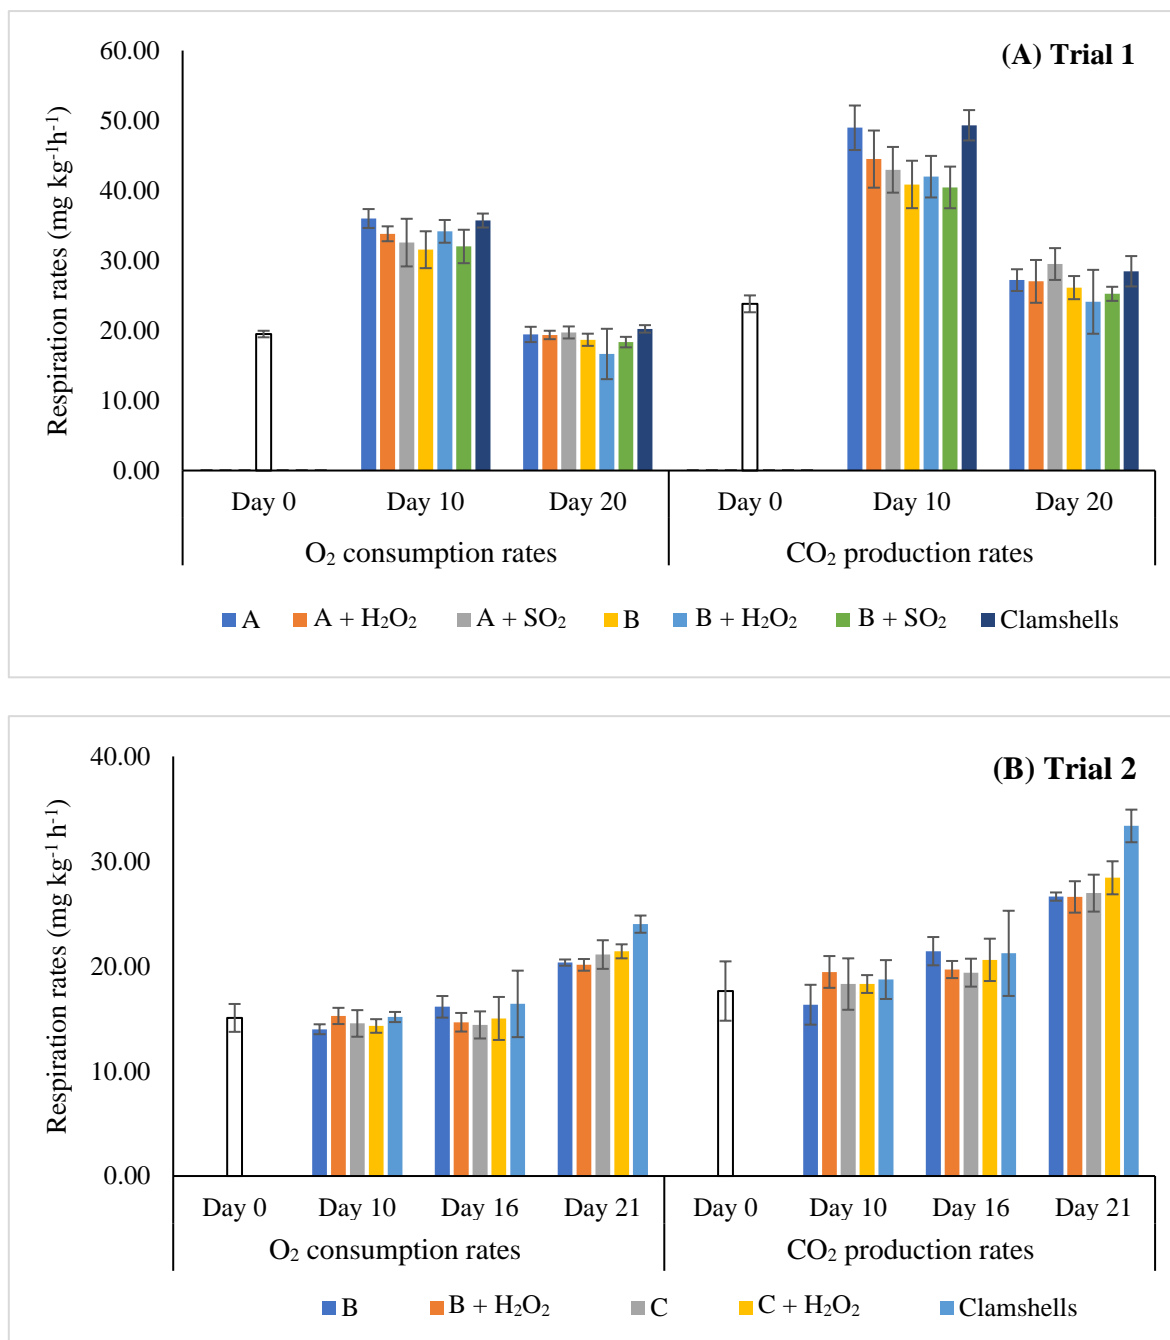 (A) Trial 1
Respiration rates (mg kg⁻¹h⁻¹)
60.00
50.00
40.00
30.00
20.00
10.00
0.00
Day 0 Day 10 Day 20 Day 0 Day 10 Day 20
O₂ consumption rates CO₂ production rates
A A + H₂O₂ A + SO₂ B B + H₂O₂ B + SO₂ Clamshells
(B) Trial 2
Respiration rates (mg kg⁻¹ h⁻¹)
40.00
30.00
20.00
10.00
0.00
Day 0 Day 10 Day 16 Day 21 Day 0 Day 10 Day 16 Day 21
O₂ consumption rates CO₂ production rates
B B + H₂O₂ C C + H₂O₂ Clamshells